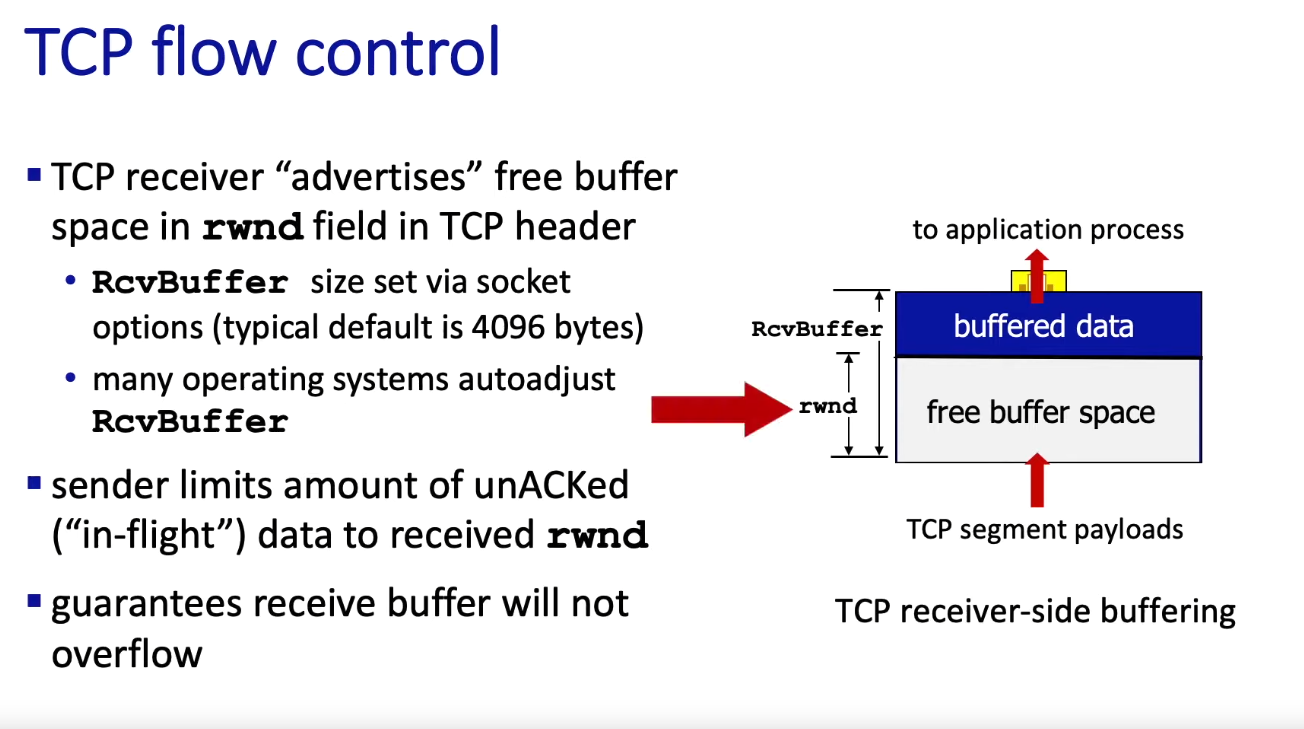 TCP flow control
▪ TCP receiver “advertises” free buffer
space in rwnd field in TCP header
• RcvBuffer size set via socket
options (typical default is 4096 bytes)
• many operating systems autoadjust
RcvBuffer
▪ sender limits amount of unACKed
(“in-flight”) data to received rwnd
▪ guarantees receive buffer will not
overflow
to application process
RcvBuffer
buffered data
rwnd
free buffer space
TCP segment payloads
TCP receiver-side buffering